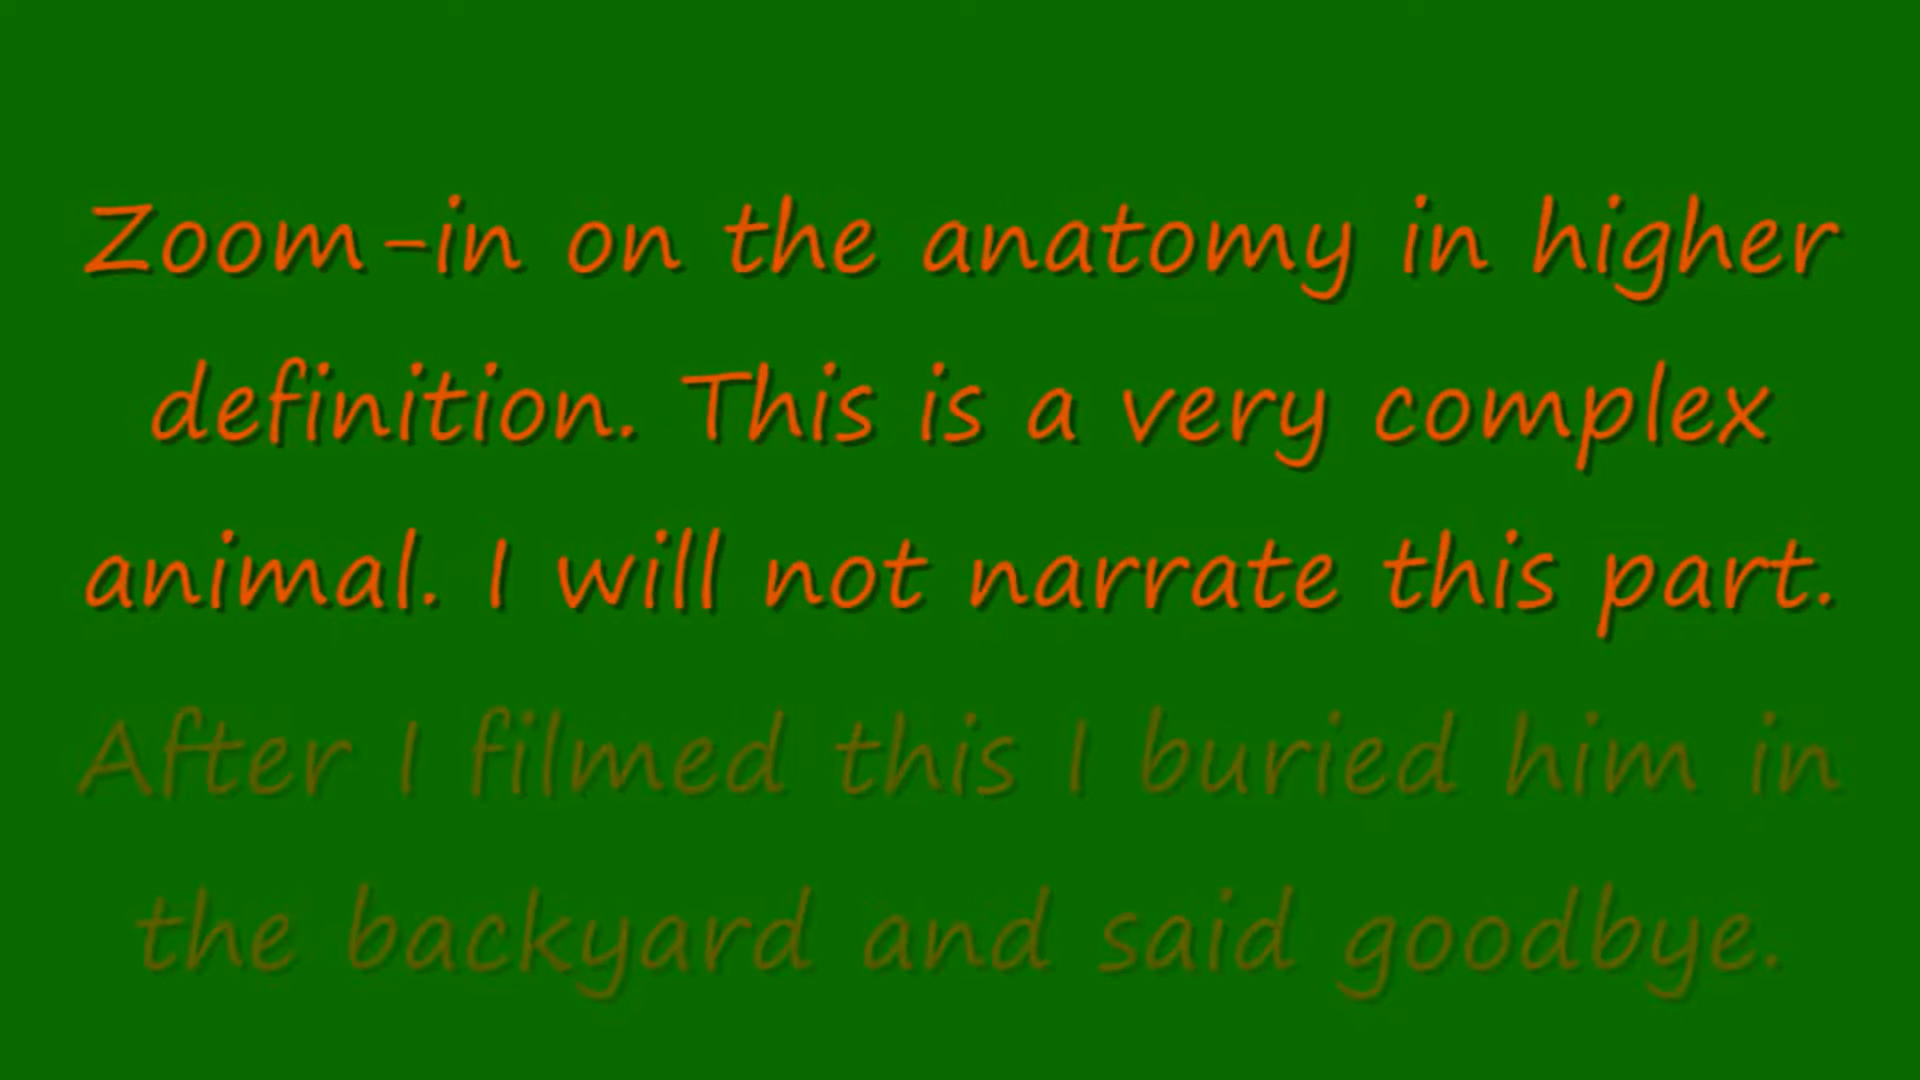 Zoom-in on the anatomy in higher
definition. This is a very complex
animal. I will not narrate this part.
After I filmed this I buried him in
the backyard and said goodbye.